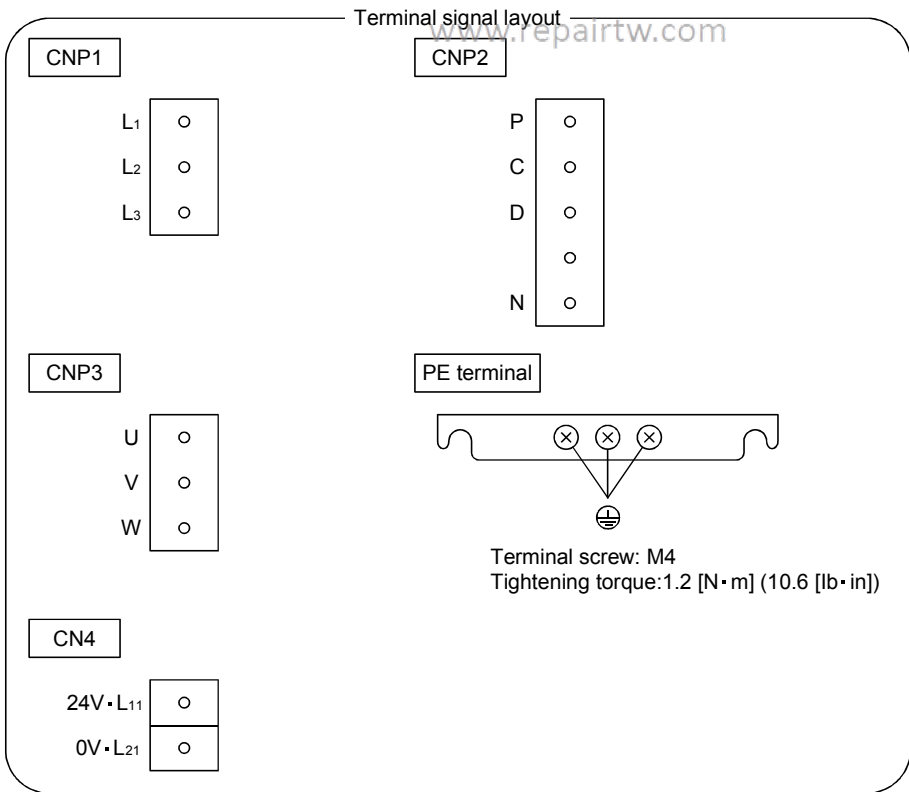 Terminal signal layout
www.repairtw.com
CNP1
L1
L2
L3
CNP2
P
C
D
N
CNP3
U
V
W
PE terminal
Terminal screw: M4
Tightening torque:1.2 [N▪m] (10.6 [lb▪in])
CN4
24V▪L11
0V▪L21